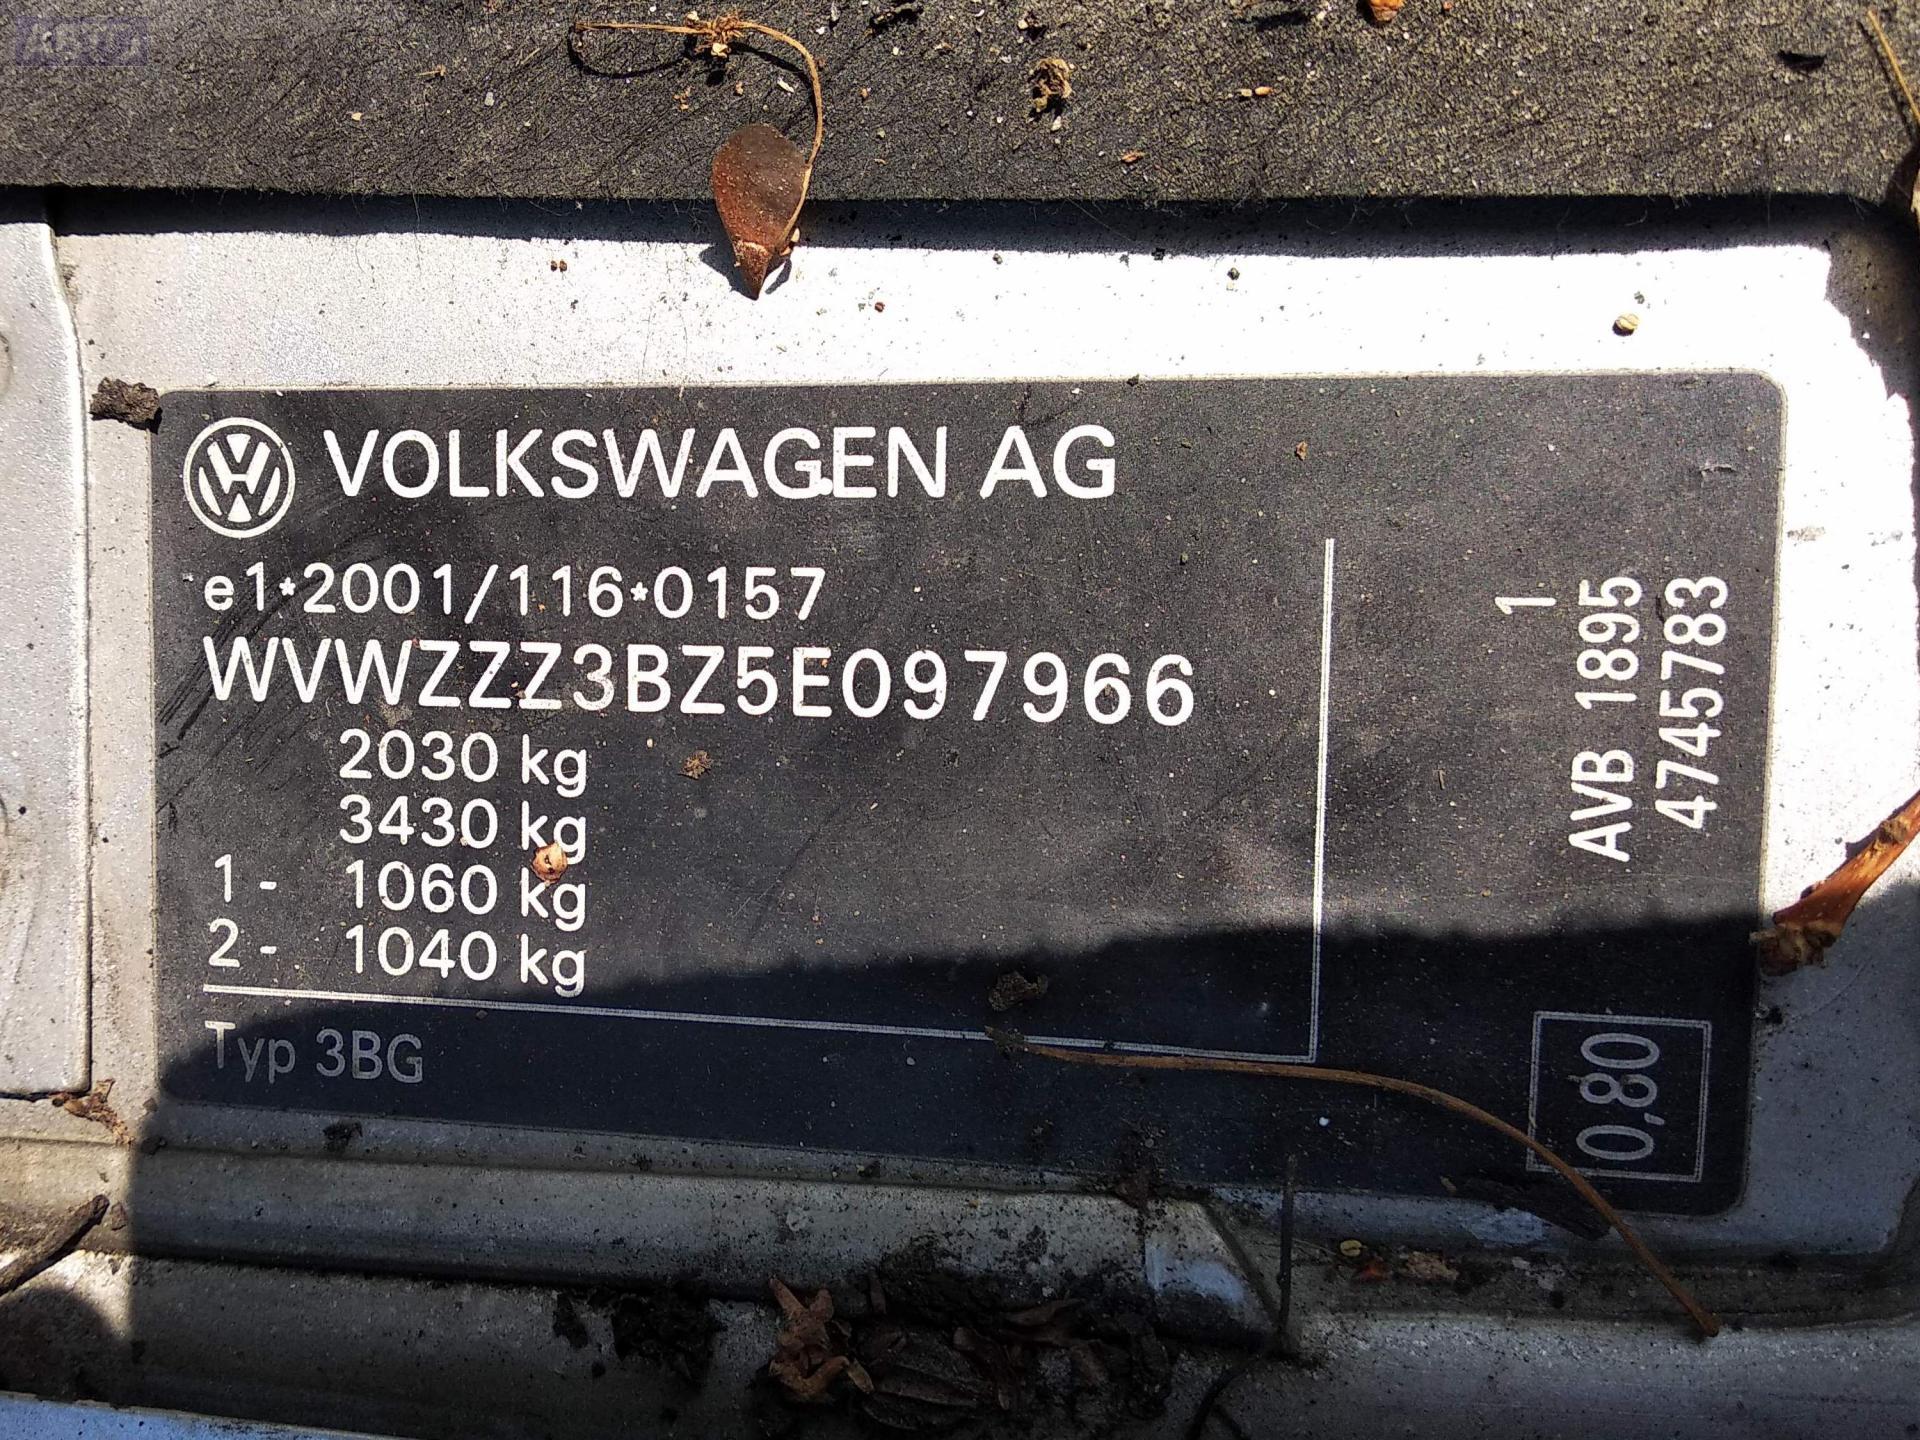 VOLKSWAGEN AG
e1*2001/116*0157
WVWZZZ3BZ5E097966
2030 kg
3430 kg
1 - 1060 kg
2 - 1040 kg
Typ 3BG
1
AVB 1895
4745783
0,80